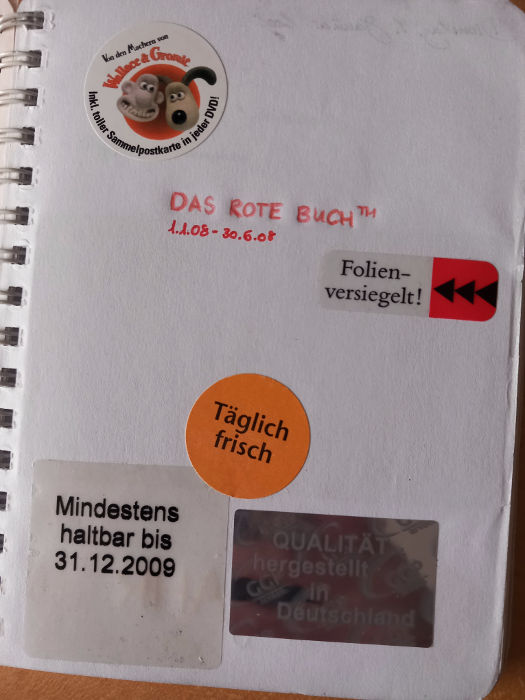 Von den Machern von
Wallace & Gromit
Inkl. toller Sammelpostkarte in jeder DVD!
DAS ROTE BUCH™
1.1.08 - 30.6.08
Folien-
versiegelt!
Täglich
frisch
Mindestens
haltbar bis
31.12.2009
QUALITÄT
hergestellt
in
Deutschland